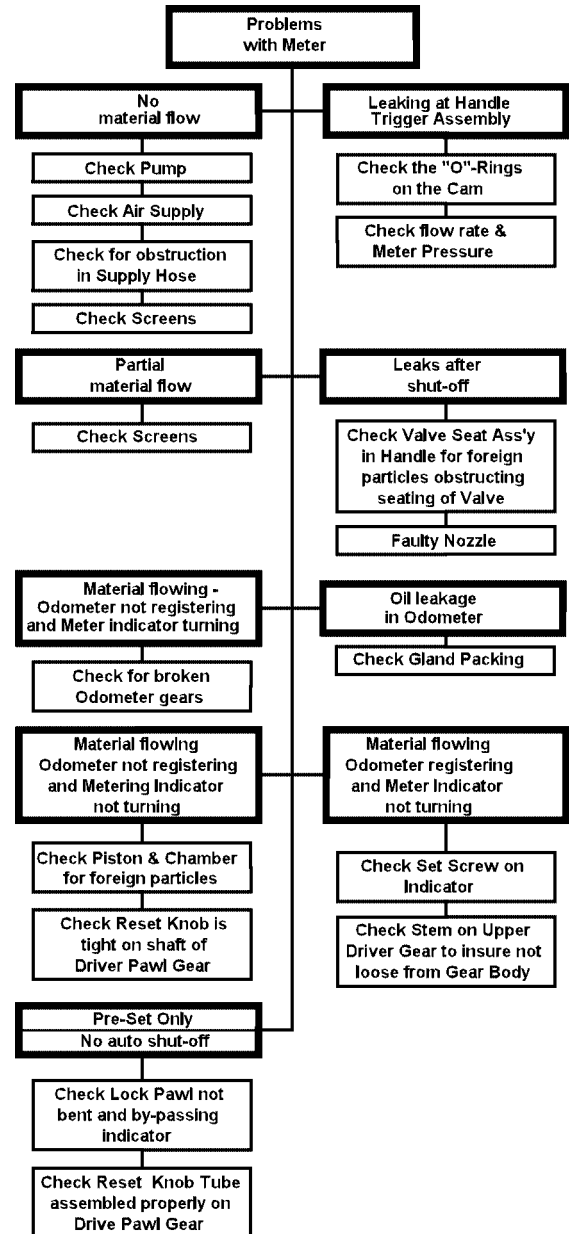 Problems
with Meter
No
material flow
Check Pump
Check Air Supply
Check for obstruction
in Supply Hose
Check Screens
Leaking at Handle
Trigger Assembly
Check the "O"-Rings
on the Cam
Check flow rate &
Meter Pressure
Partial
material flow
Check Screens
Leaks after
shut-off
Check Valve Seat Ass'y
in Handle for foreign
particles obstructing
seating of Valve
Faulty Nozzle
Material flowing -
Odometer not registering
and Meter indicator turning
Check for broken
Odometer gears
Oil leakage
in Odometer
Check Gland Packing
Material flowing
Odometer not registering
and Metering Indicator
not turning
Check Piston & Chamber
for foreign particles
Check Reset Knob is
tight on shaft of
Driver Pawl Gear
Material flowing
Odometer registering
and Meter Indicator
not turning
Check Set Screw on
Indicator
Check Stem on Upper
Driver Gear to insure not
loose from Gear Body
Pre-Set Only
No auto shut-off
Check Lock Pawl not
bent and by-passing
indicator
Check Reset Knob Tube
assembled properly on
Drive Pawl Gear